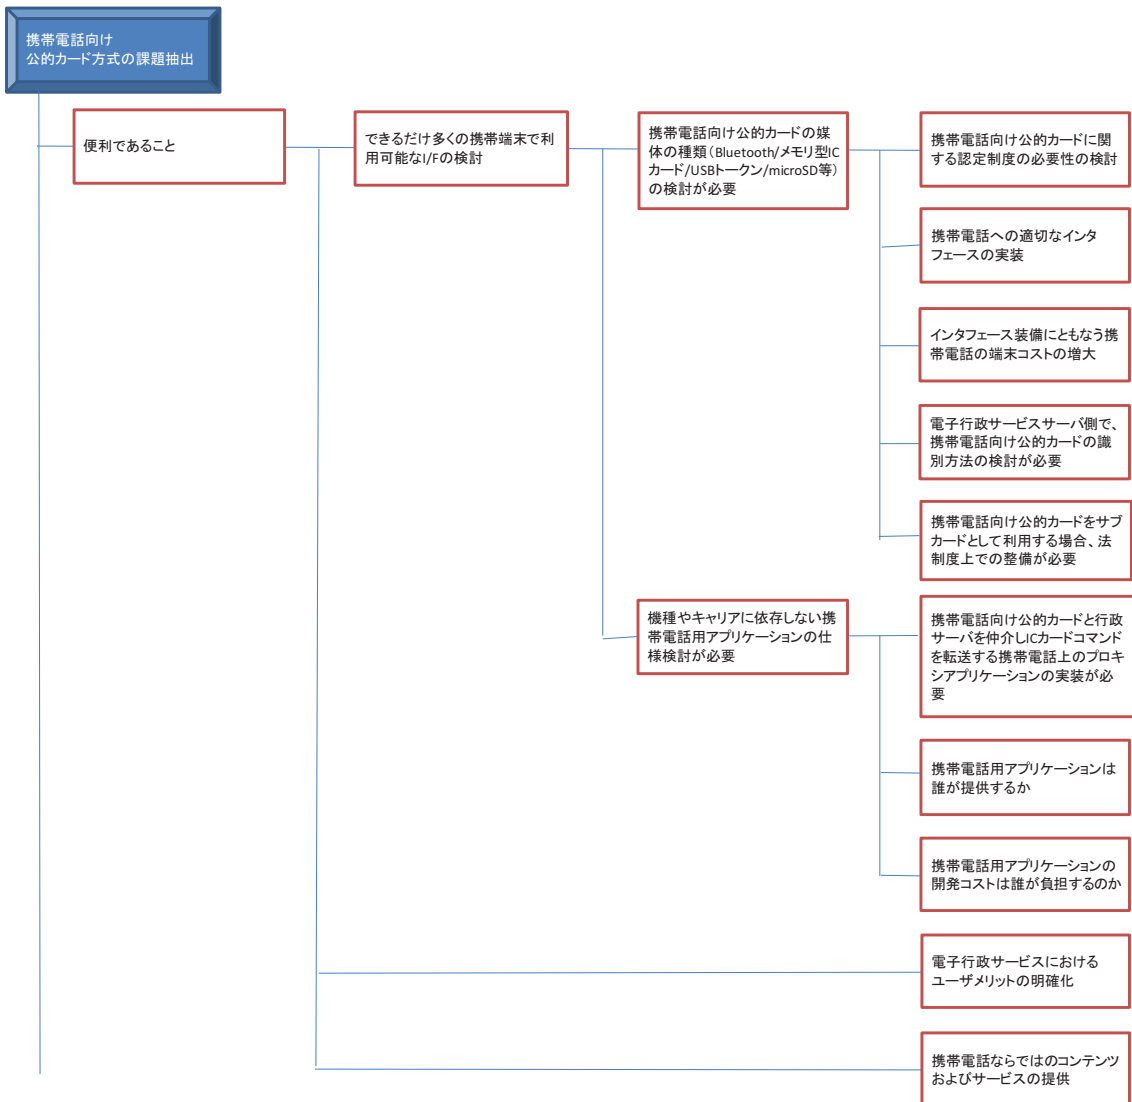 携帯電話向け
公的カード方式の課題抽出
便利であること
できるだけ多くの携帯端末で利
用可能なI/Fの検討
携帯電話向け公的カードの媒
体の種類(Bluetooth/メモリ型IC
カード/USBトークン/microSD等)
の検討が必要
携帯電話向け公的カードに関
する認定制度の必要性の検討
携帯電話への適切なインタ
フェースの実装
インタフェース装備にともなう携
帯電話の端末コストの増大
電子行政サービスサーバ側で、
携帯電話向け公的カードの識
別方法の検討が必要
携帯電話向け公的カードをサブ
カードとして利用する場合、法
制度上での整備が必要
機種やキャリアに依存しない携
帯電話用アプリケーションの仕
様検討が必要
携帯電話向け公的カードと行政
サーバを仲介しICカードコマンド
を転送する携帯電話上のプロキ
シアプリケーションの実装が必
要
携帯電話用アプリケーションは
誰が提供するか
携帯電話用アプリケーションの
開発コストは誰が負担するのか
電子行政サービスにおける
ユーザメリットの明確化
携帯電話ならではのコンテンツ
およびサービスの提供